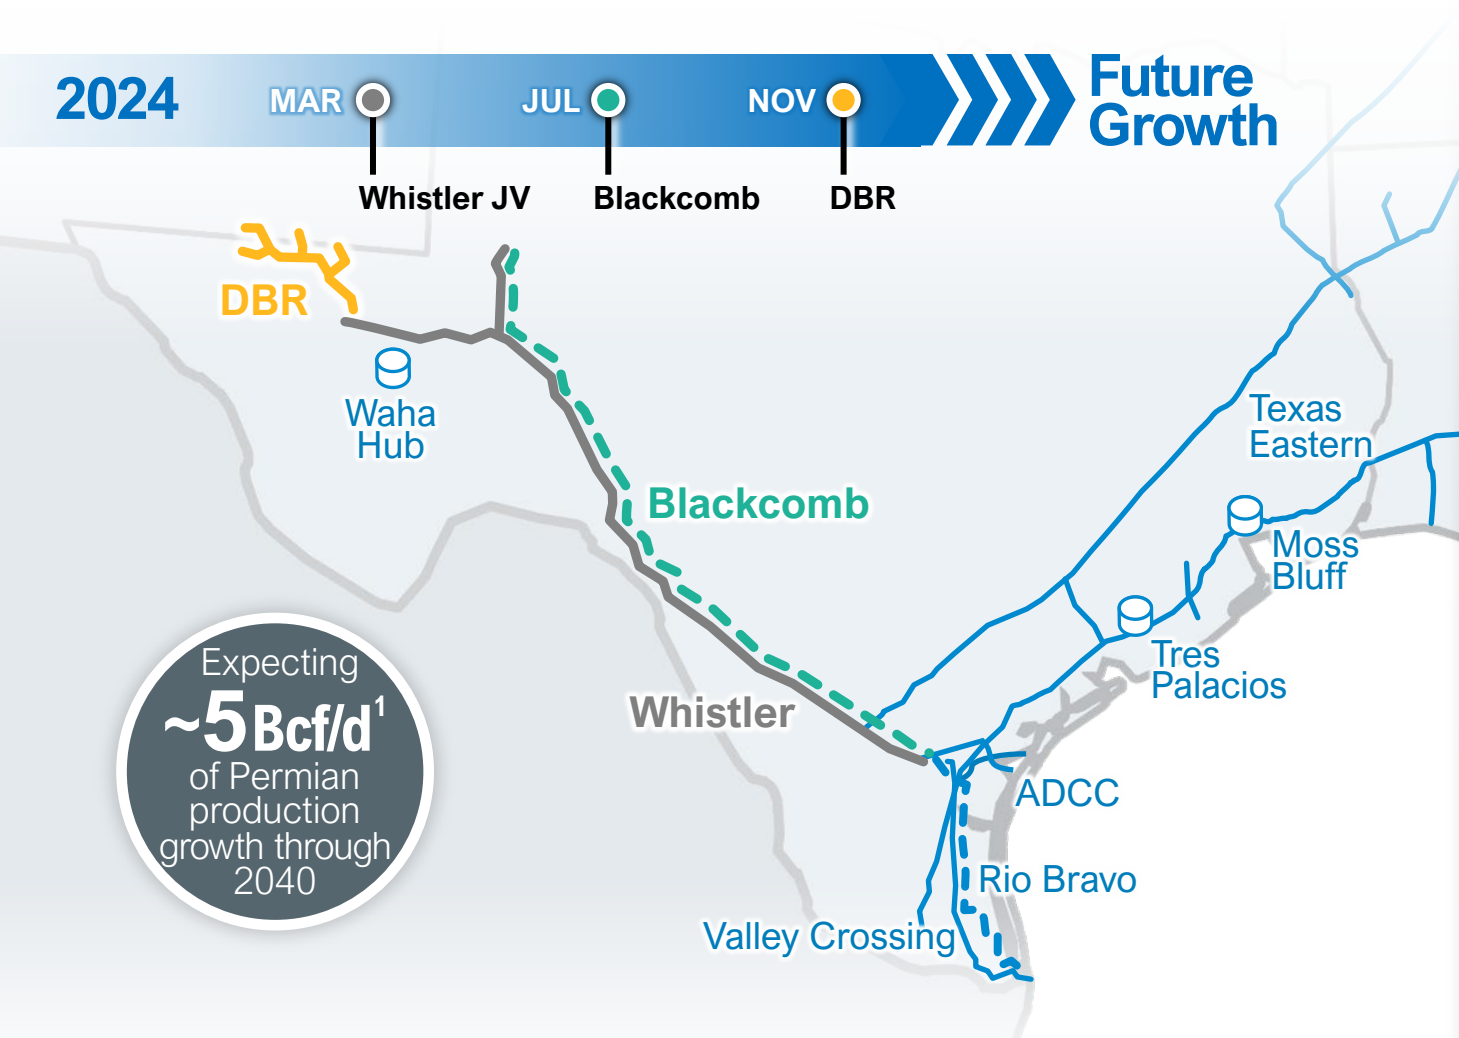 2024
MAR
JUL
NOV
Future
Growth
Whistler JV
Blackcomb
DBR
DBR
Waha
Hub
Texas
Eastern
Blackcomb
Moss
Bluff
Expecting
~5 Bcf/d¹
of Permian
production
growth through
2040
Tres
Palacios
Whistler
ADCC
Rio Bravo
Valley Crossing